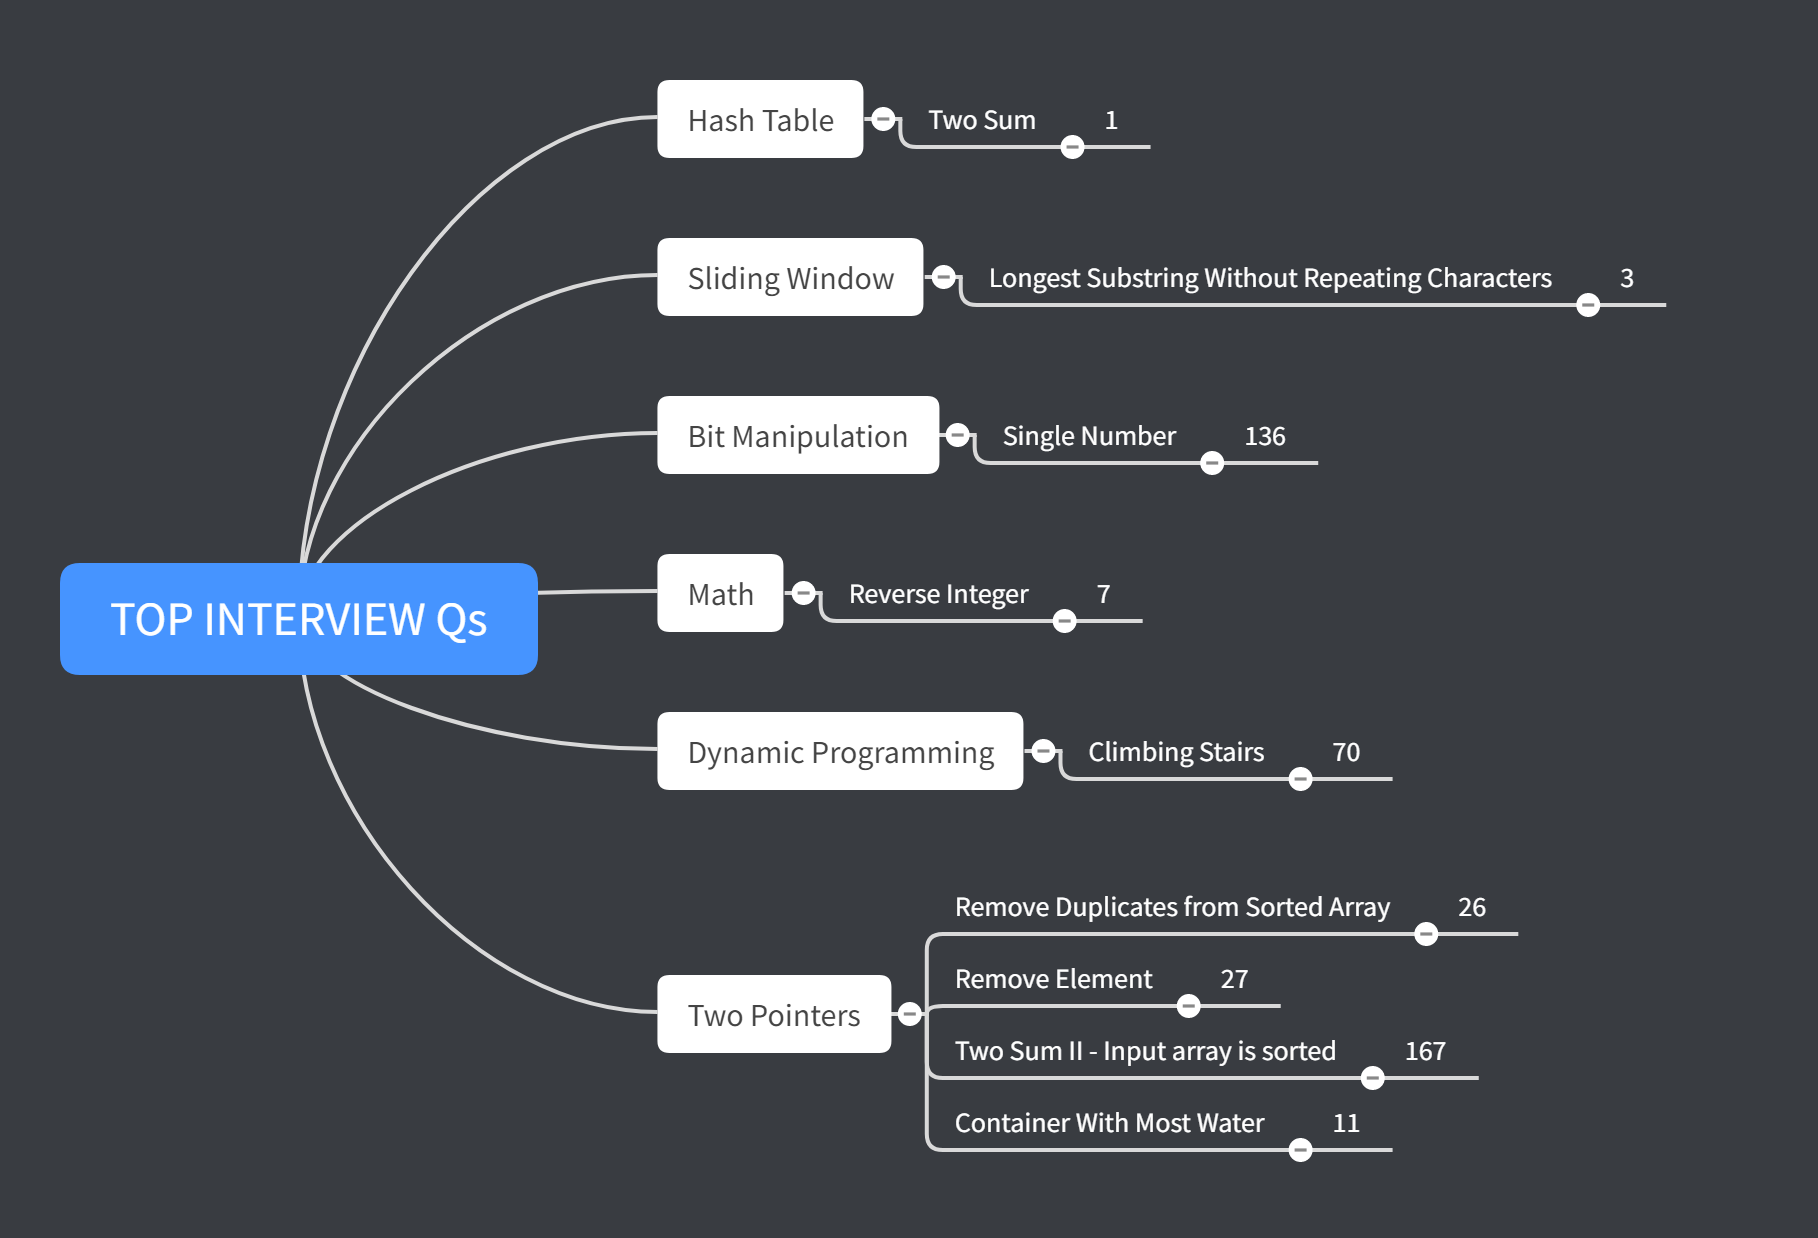 Hash Table
Two Sum 1
Sliding Window
Longest Substring Without Repeating Characters 3
Bit Manipulation
Single Number 136
TOP INTERVIEW Qs
Math
Reverse Integer 7
Dynamic Programming
Climbing Stairs 70
Two Pointers
Remove Duplicates from Sorted Array 26
Remove Element 27
Two Sum II - Input array is sorted 167
Container With Most Water 11